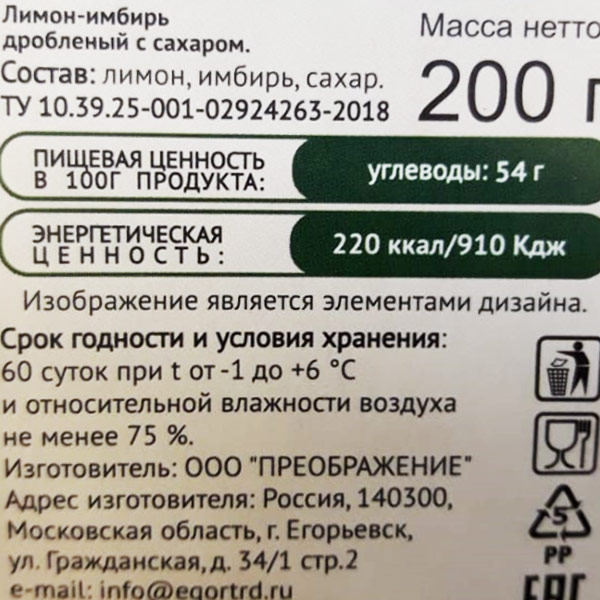 Лимон-имбирь
дробленый с сахаром.
Масса нетто
Состав: лимон, имбирь, сахар.
ТУ 10.39.25-001-02924263-2018
200 г
ПИЩЕВАЯ ЦЕННОСТЬ
В 100Г ПРОДУКТА:
углеводы: 54 г
ЭНЕРГЕТИЧЕСКАЯ
ЦЕННОСТЬ:
220 ккал/910 Кдж
Изображение является элементами дизайна.
Срок годности и условия хранения:
60 суток при t от -1 до +6 °C
и относительной влажности воздуха
не менее 75 %.
Изготовитель: ООО "ПРЕОБРАЖЕНИЕ"
Адрес изготовителя: Россия, 140300,
Московская область, г. Егорьевск,
ул. Гражданская, д. 34/1 стр.2
e-mail: info@egortrd.ru
5
PP
EAC